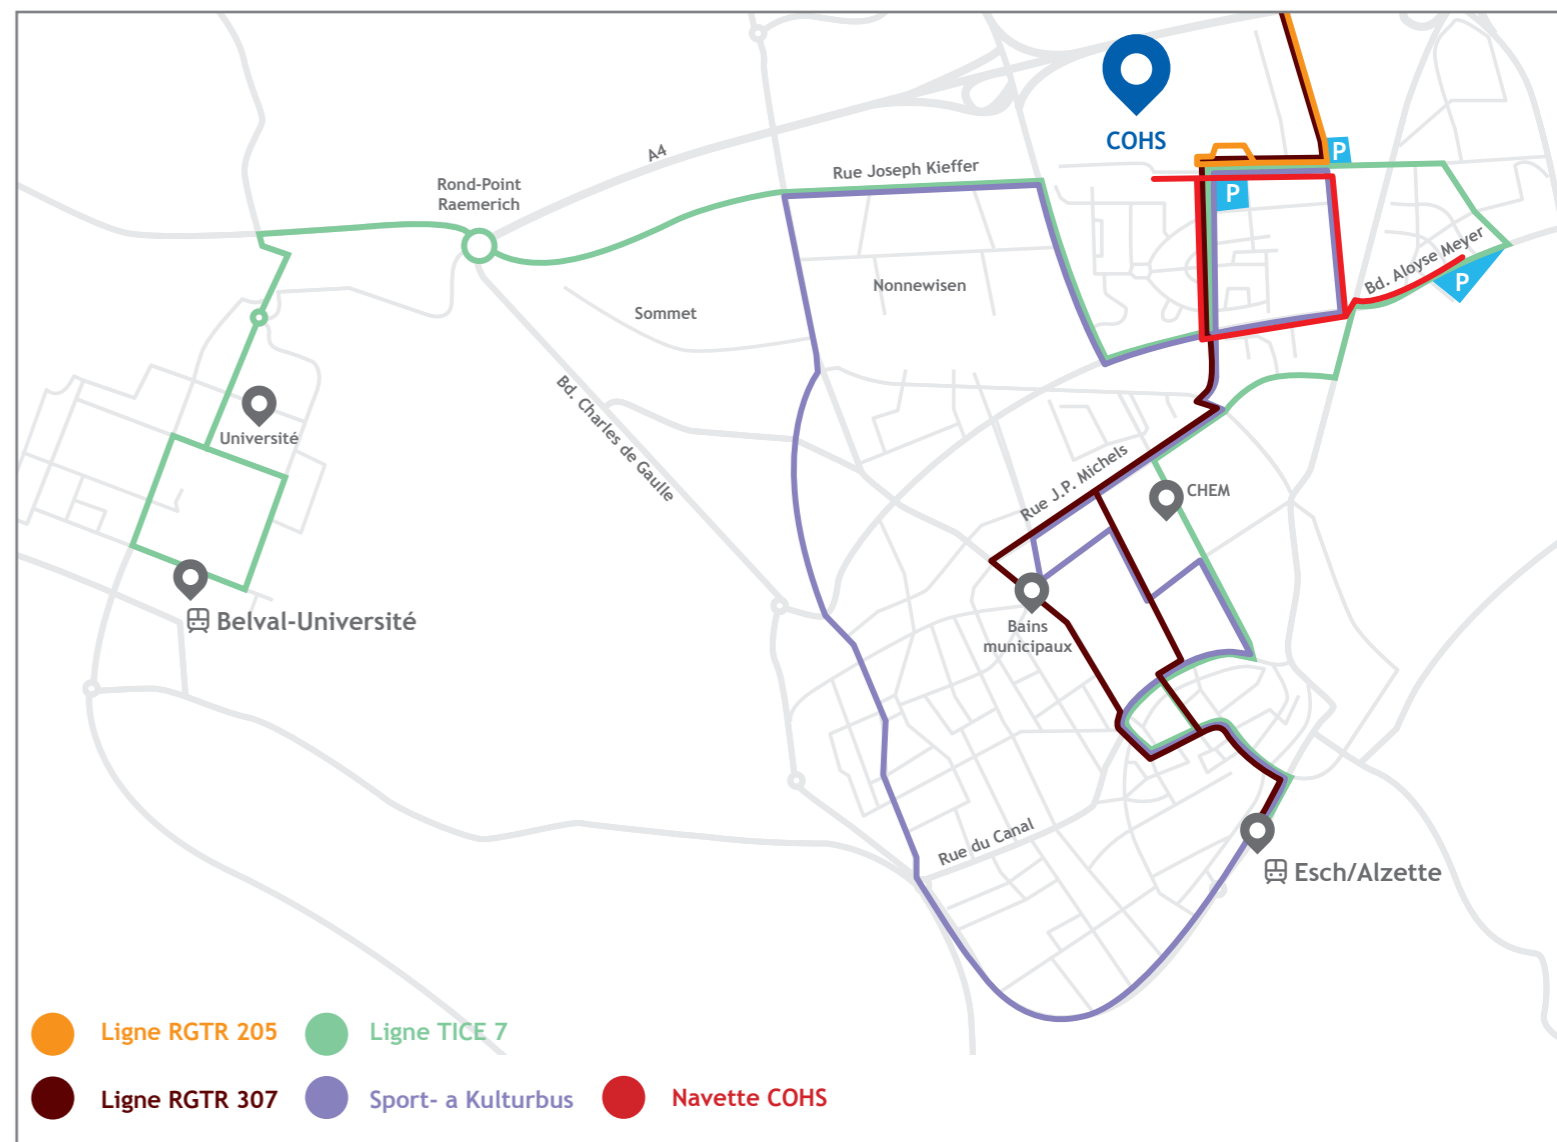 COHS
P
A4
Rue Joseph Kieffer
Rond-Point
Raemerich
P
Bd. Aloyse Meyer
P
Nonnewisen
Sommet
Bd. Charles de Gaulle
Université
Rue J.P. Michels
CHEM
Belval-Université
Bains
municipaux
Rue du Canal
Esch/Alzette
Ligne RGTR 205
Ligne TICE 7
Ligne RGTR 307
Sport- a Kulturbus
Navette COHS